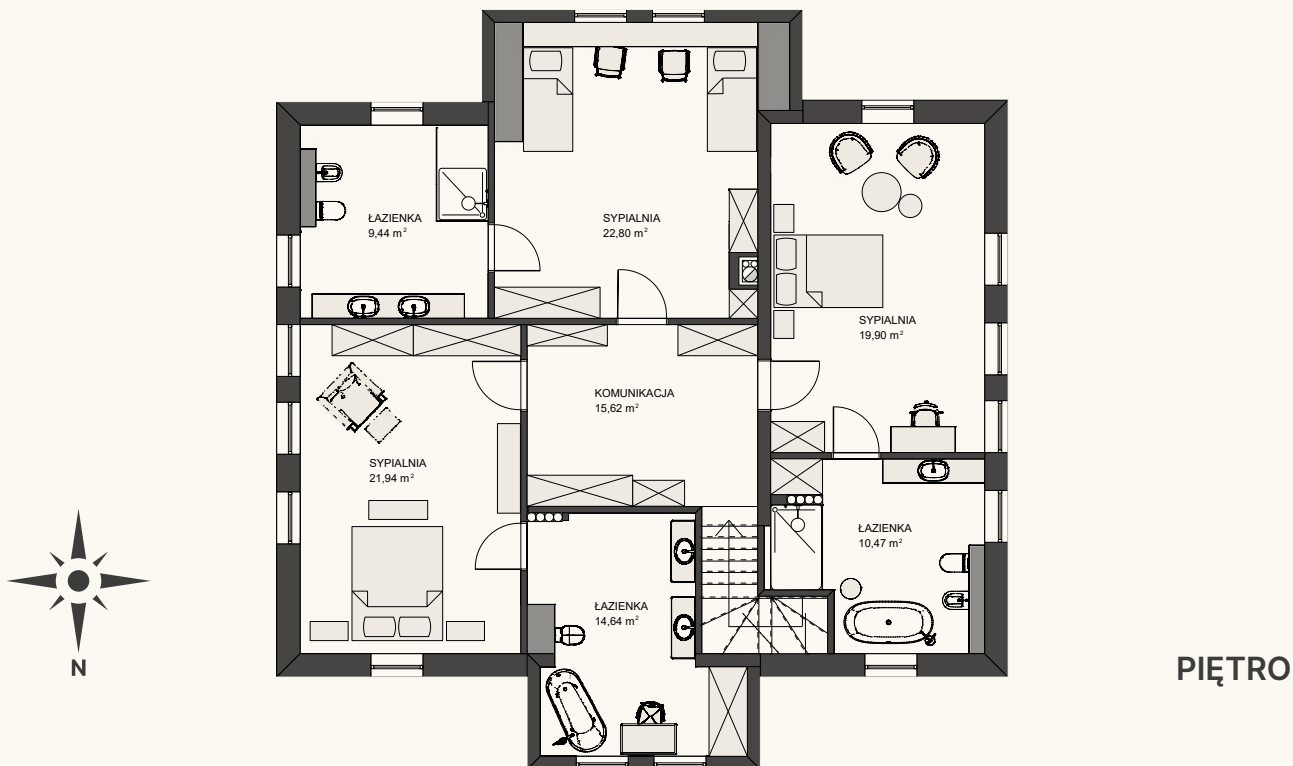 ŁAZIENKA
9,44 m²
SYPIALNIA
22,80 m²
SYPIALNIA
19,90 m²
KOMUNIKACJA
15,62 m²
SYPIALNIA
21,94 m²
ŁAZIENKA
10,47 m²
ŁAZIENKA
14,64 m²
N
PIĘTRO